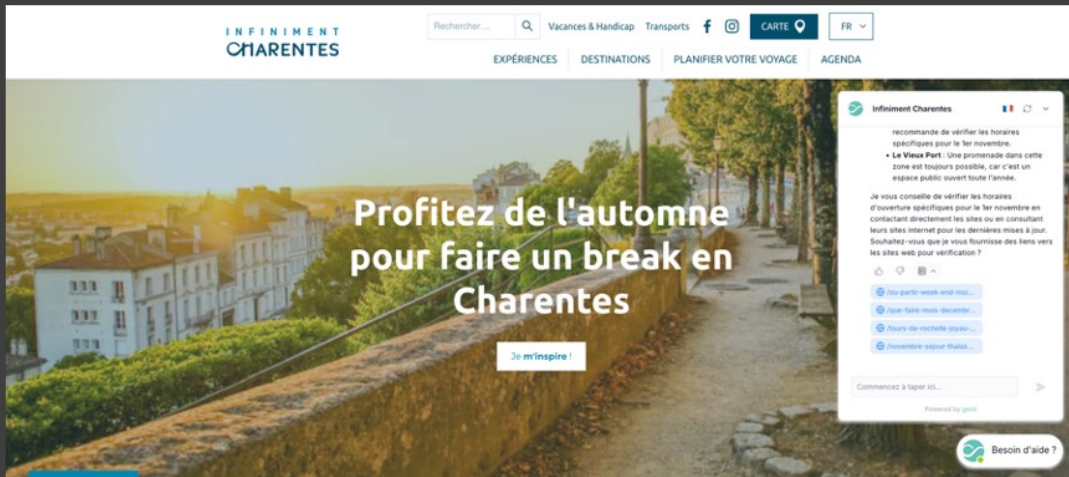 INFINIMENT
CHARENTES
Rechercher...
Vacances & Handicap
Transports
CARTE
FR
EXPÉRIENCES
DESTINATIONS
PLANIFIER VOTRE VOYAGE
AGENDA
Profitez de l'automne
pour faire un break en
Charentes
Je m'inspire !
Infiniment Charentes
recommande de vérifier les horaires
spécifiques pour le 1er novembre.
• Le Vieux Port : Une promenade dans cette
zone est toujours possible, car c'est un
espace public ouvert toute l'année.
Je vous conseille de vérifier les horaires
d'ouverture spécifiques pour le 1er novembre en
contactant directement les sites ou en consultant
leurs sites internet pour les dernières mises à jour.
Souhaitez-vous que je vous fournisse des liens vers
les sites web pour vérification ?
/ou-partir-week-end-moi...
/que-faire-mois-decembr...
/tours-de-rochelle-joyau-...
/novembre-sejour-thalas...
Commencez à taper ici...
Powered by
Besoin d'aide ?